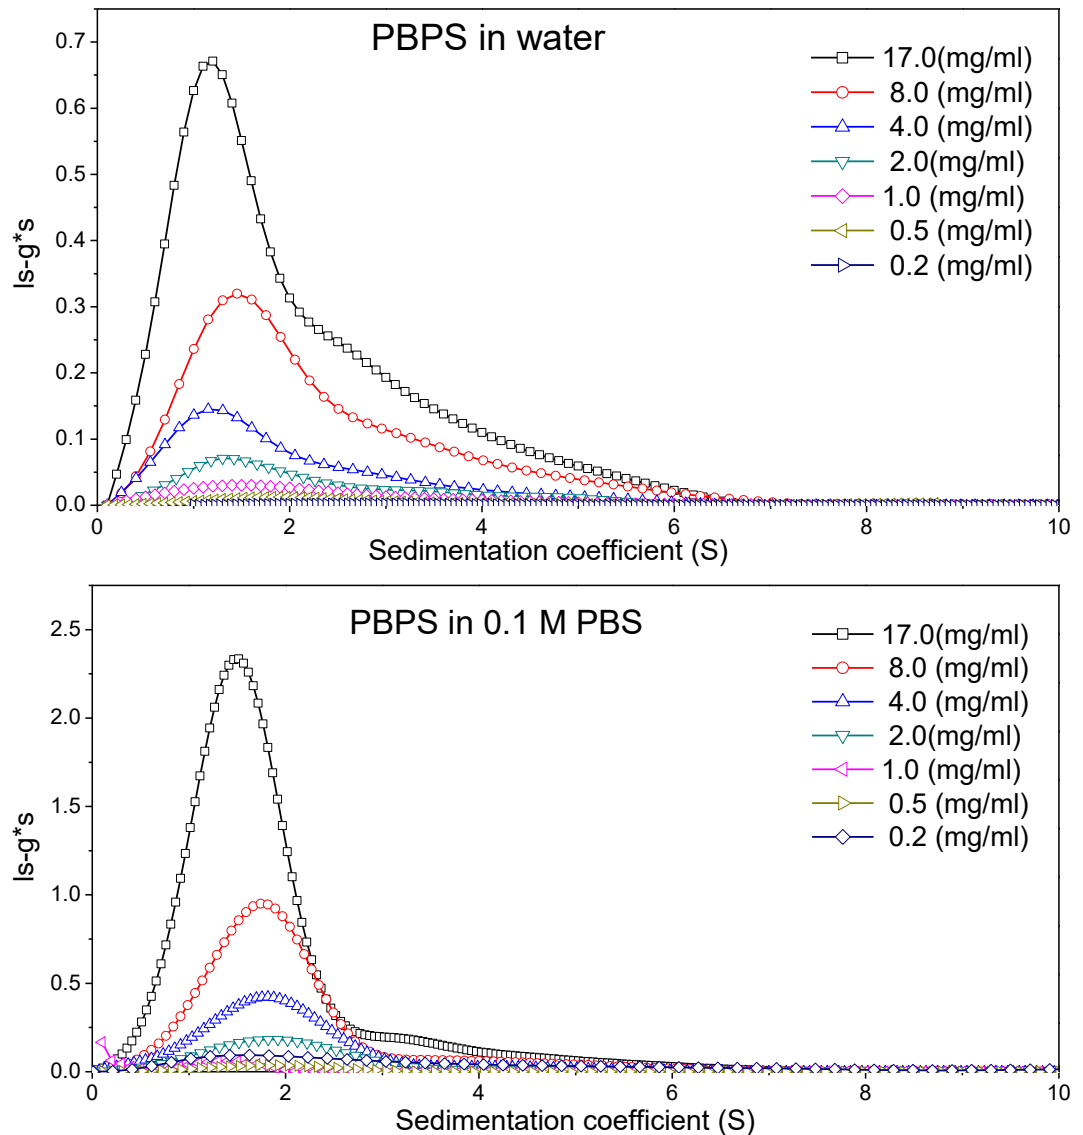 PBPS in water
17.0(mg/ml)
8.0 (mg/ml)
4.0 (mg/ml)
2.0(mg/ml)
1.0 (mg/ml)
0.5 (mg/ml)
0.2 (mg/ml)
ls-g*s
0.7
0.6
0.5
0.4
0.3
0.2
0.1
0.0
0 2 4 6 8 10
Sedimentation coefficient (S)
PBPS in 0.1 M PBS
17.0(mg/ml)
8.0 (mg/ml)
4.0 (mg/ml)
2.0(mg/ml)
1.0 (mg/ml)
0.5 (mg/ml)
0.2 (mg/ml)
ls-g*s
2.5
2.0
1.5
1.0
0.5
0.0
0 2 4 6 8 10
Sedimentation coefficient (S)